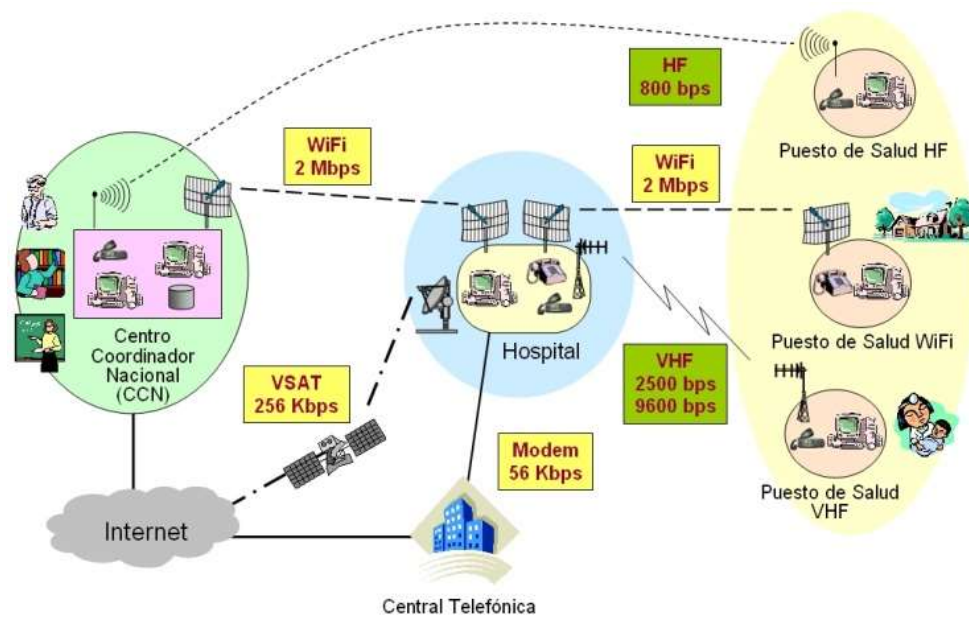 HF
800 bps
Puesto de Salud HF
WiFi
2 Mbps
WiFi
2 Mbps
Centro
Coordinador
Nacional
(CCN)
Hospital
Puesto de Salud WiFi
VSAT
256 Kbps
VHF
2500 bps
9600 bps
Modem
56 Kbps
Puesto de Salud
VHF
Internet
Central Telefónica